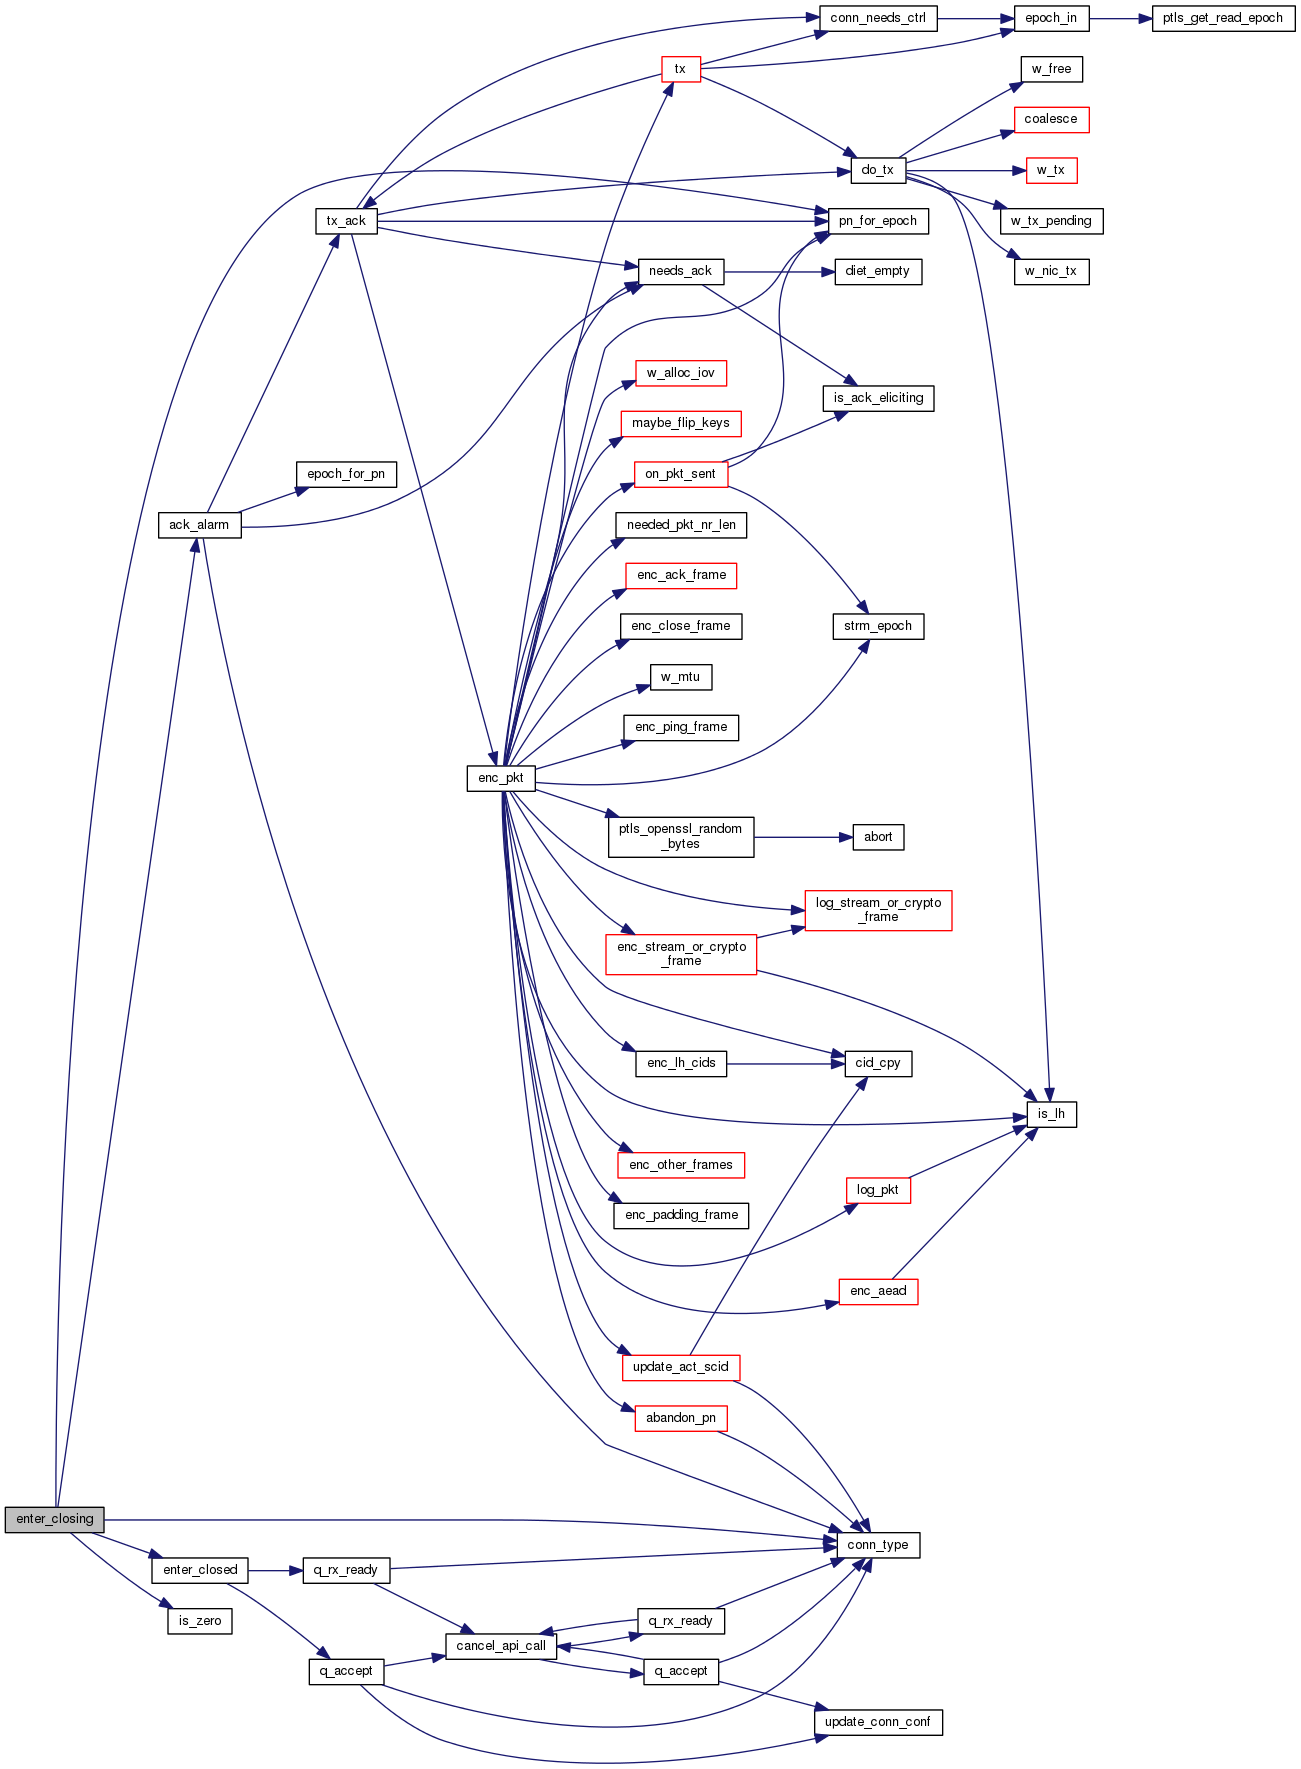 conn_needs_ctrl
epoch_in
ptls_get_read_epoch
tx
w_free
coalesce
do_tx
w_tx
tx_ack
pn_for_epoch
w_tx_pending
needs_ack
diet_empty
w_nic_tx
w_alloc_iov
is_ack_eliciting
maybe_flip_keys
epoch_for_pn
on_pkt_sent
ack_alarm
needed_pkt_nr_len
enc_ack_frame
enc_close_frame
strm_epoch
w_mtu
enc_ping_frame
enc_pkt
ptls_openssl_random
_bytes
abort
log_stream_or_crypto
_frame
enc_stream_or_crypto
_frame
enc_lh_cids
cid_cpy
is_lh
enc_other_frames
log_pkt
enc_padding_frame
enc_aead
update_act_scid
abandon_pn
enter_closing
conn_type
enter_closed
q_rx_ready
is_zero
q_rx_ready
cancel_api_call
q_accept
q_accept
update_conn_conf